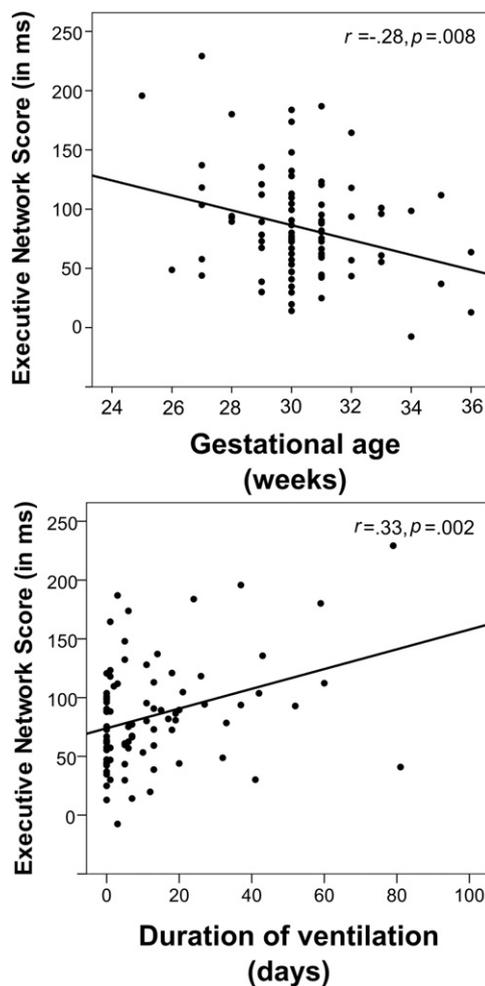 r =-.28, p =.008
Executive Network Score (in ms)
250
200
150
100
50
0
24 26 28 30 32 34 36
Gestational age
(weeks)
r =.33, p =.002
Executive Network Score (in ms)
250
200
150
100
50
0
0 20 40 60 80 100
Duration of ventilation
(days)